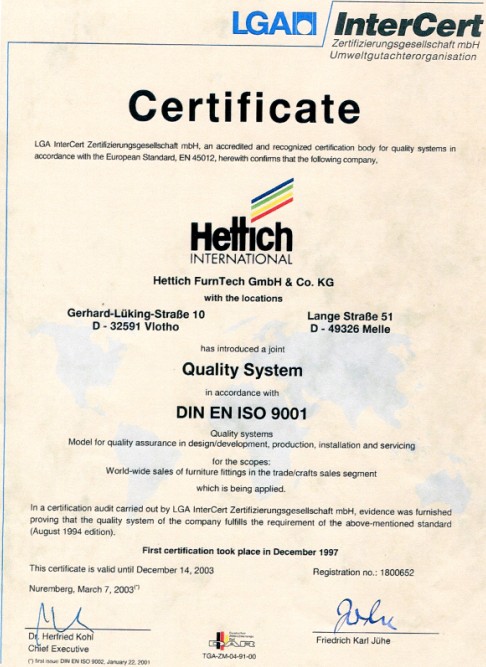 LGA InterCert
Zertifizierungsgesellschaft mbH
Umweltgutachterorganisation
Certificate
LGA InterCert Zertifizierungsgesellschaft mbH, an accredited and recognized certification body for quality systems in
accordance with the European Standard, EN 45012, herewith confirms that the following company,
Hettich
INTERNATIONAL
Hettich FurnTech GmbH & Co. KG
with the locations
Gerhard-Lüking-Straße 10
D - 32591 Vlotho
Lange Straße 51
D - 49326 Melle
has introduced a joint
Quality System
in accordance with
DIN EN ISO 9001
Quality systems
Model for quality assurance in design/development, production, installation and servicing
for the scopes:
World-wide sales of furniture fittings in the trade/crafts sales segment
which is being applied.
In a certification audit carried out by LGA InterCert Zertifizierungsgesellschaft mbH, evidence was furnished
proving that the quality system of the company fulfills the requirement of the above-mentioned standard
(August 1994 edition).
First certification took place in December 1997
This certificate is valid until December 14, 2003
Registration no.: 1800652
Nuremberg, March 7, 2003(*)
Dr. Herfried Kohl
Chief Executive
Friedrich Karl Jühe
TGA-ZM-04-91-00
(*) first issue: DIN EN ISO 9002, January 22, 2001